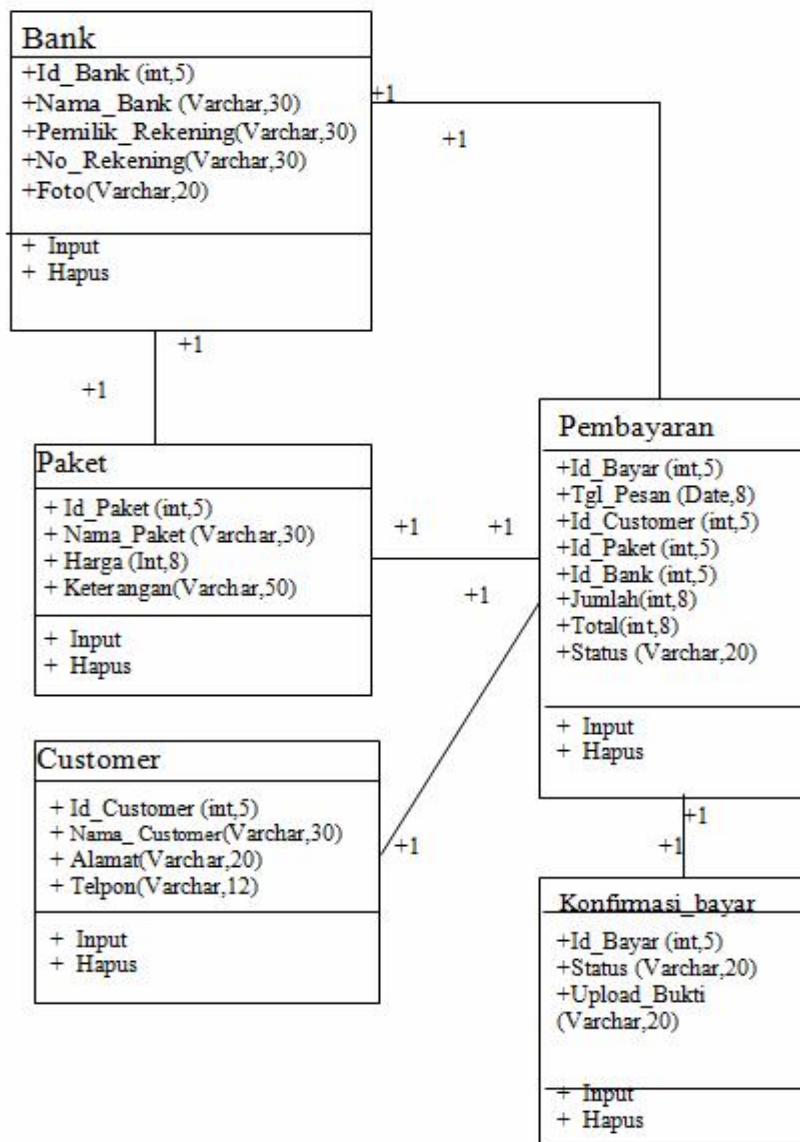 Bank
+Id_Bank (int,5)
+Nama_Bank (Varchar,30)
+Pemilik_Rekening(Varchar,30)
+No_Rekening(Varchar,30)
+Foto(Varchar,20)
+ Input
+ Hapus
+1
+1
+1
+1
Paket
+ Id_Paket (int,5)
+ Nama_Paket (Varchar,30)
+ Harga (Int,8)
+ Keterangan(Varchar,50)
+ Input
+ Hapus
+1
+1
+1
Pembayaran
+Id_Bayar (int,5)
+Tgl_Pesan (Date,8)
+Id_Customer (int,5)
+Id_Paket (int,5)
+Id_Bank (int,5)
+Jumlah(int,8)
+Total(int,8)
+Status (Varchar,20)
+ Input
+ Hapus
Customer
+ Id_Customer (int,5)
+ Nama_ Customer(Varchar,30)
+ Alamat(Varchar,20)
+ Telpon(Varchar,12)
+ Input
+ Hapus
+1
+1
+1
Konfirmasi_bayar
+Id_Bayar (int,5)
+Status (Varchar,20)
+Upload_Bukti
(Varchar,20)
+ Input
+ Hapus